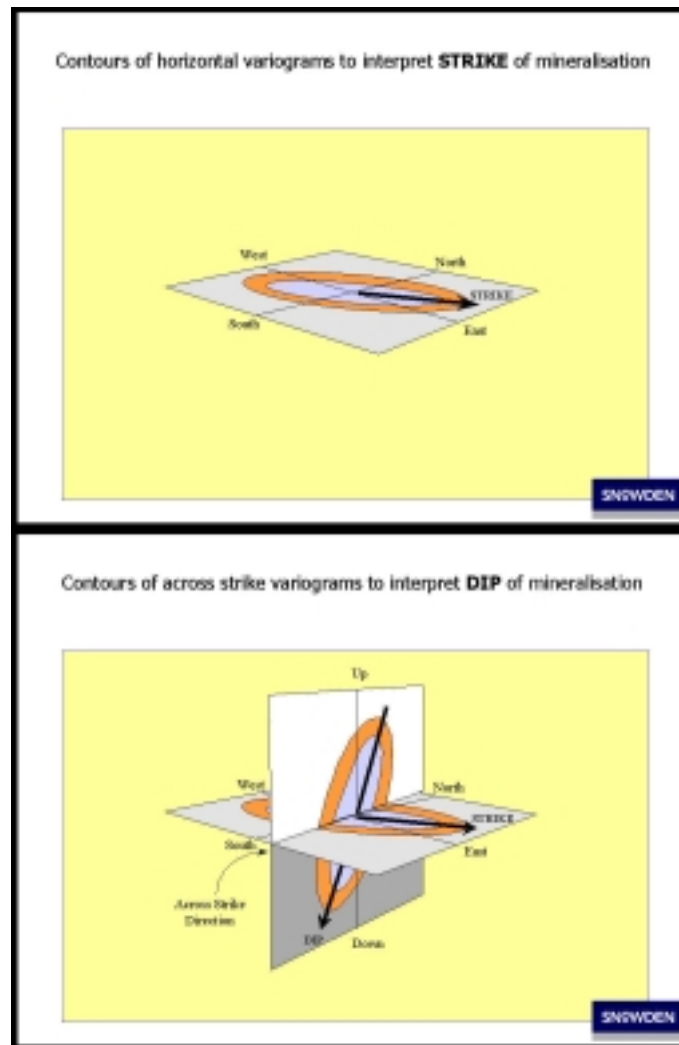 Contours of horizontal variograms to interpret STRIKE of mineralisation
West
North
STRIKE
South
East
SNOWDEN
Contours of across strike variograms to interpret DIP of mineralisation
Up
West
North
STRIKE
South
East
Across Strike
Direction
DIP
Down
SNOWDEN